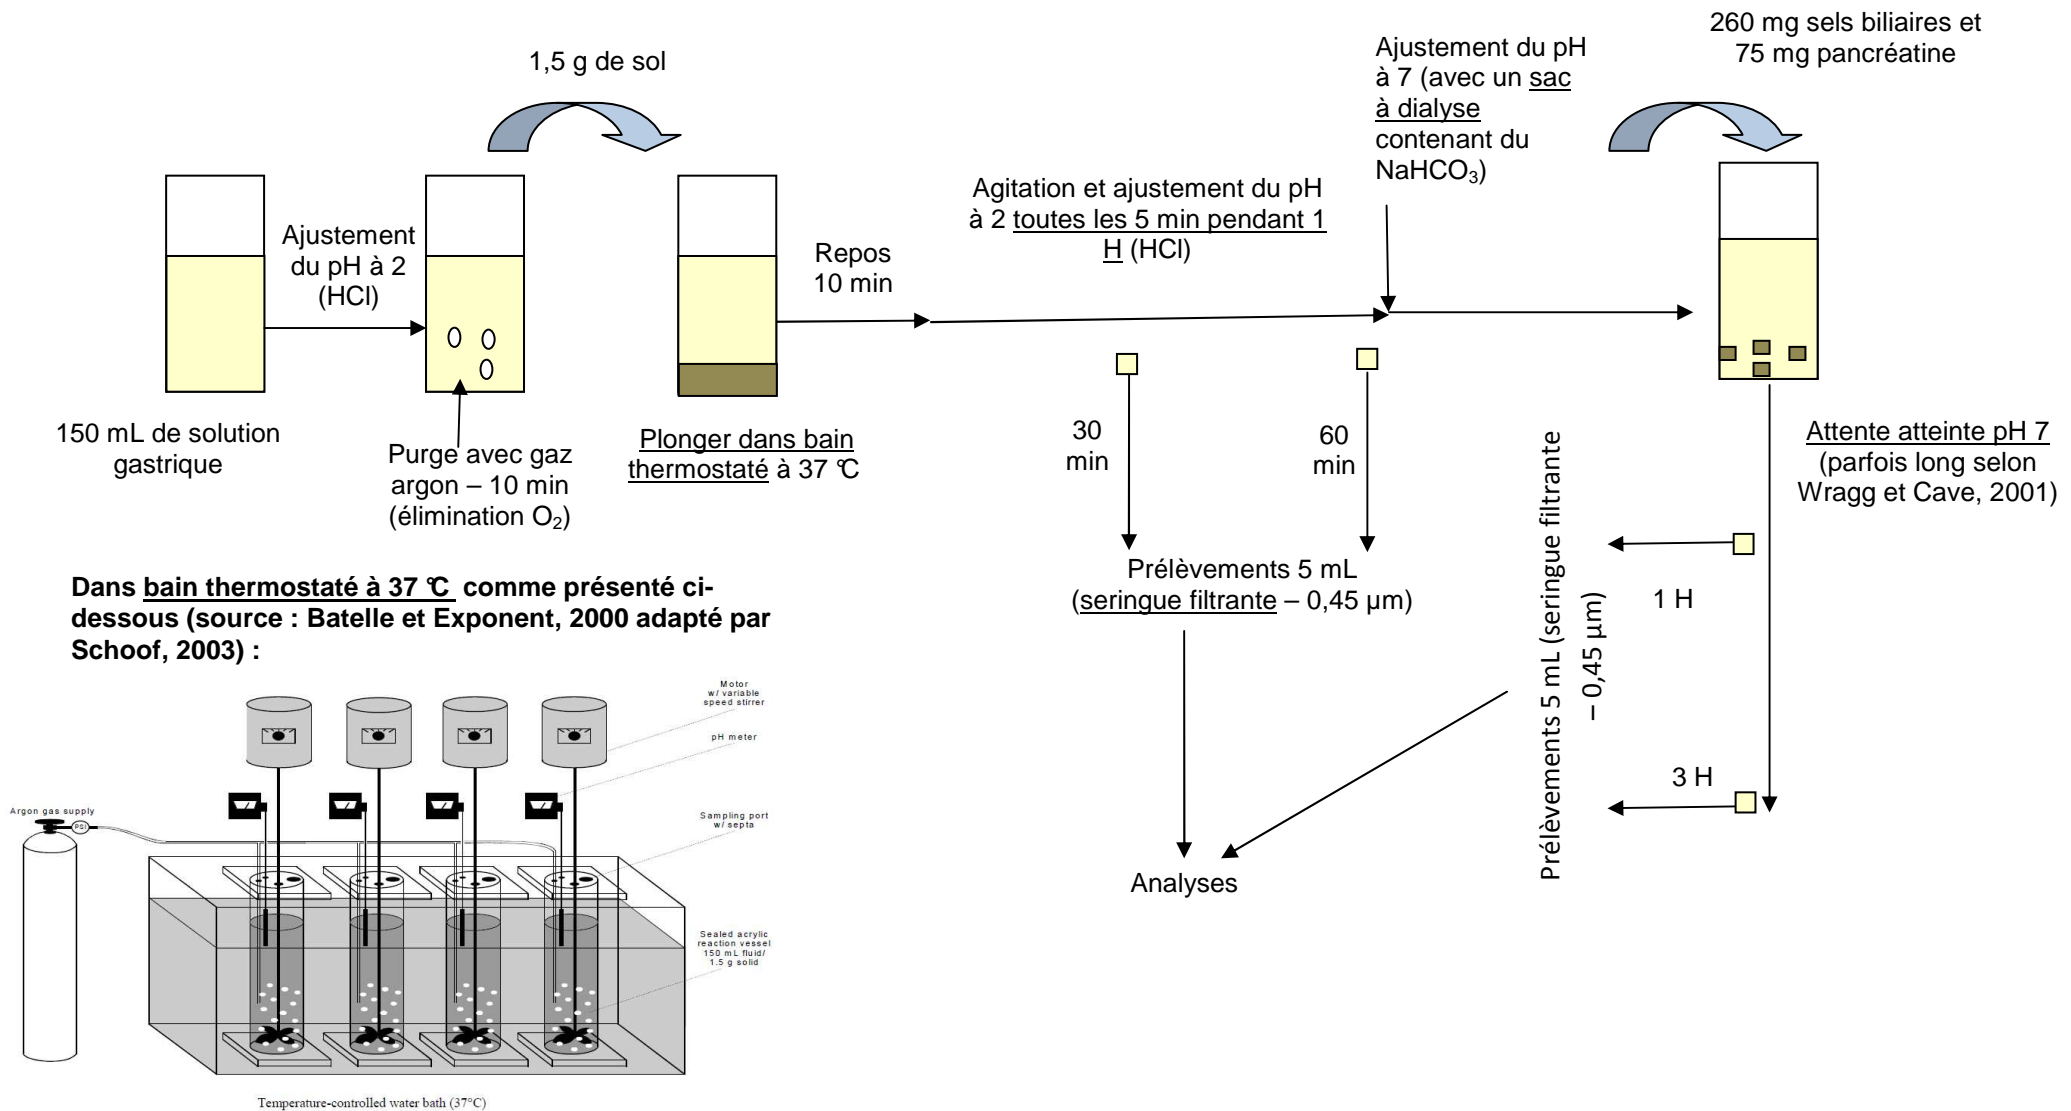 260 mg sels biliaires et
75 mg pancréatine
Ajustement du pH
à 7 (avec un sac
à dialyse
contenant du
NaHCO3)
1,5 g de sol
Agitation et ajustement du pH
à 2 toutes les 5 min pendant 1
H (HCl)
Ajustement
du pH à 2
(HCl)
Repos
10 min
150 mL de solution
gastrique
Purge avec gaz
argon – 10 min
(élimination O2)
Plonger dans bain
thermostaté à 37 °C
30
min
60
min
Attente atteinte pH 7
(parfois long selon
Wragg et Cave, 2001)
Prélèvements 5 mL
(seringue filtrante – 0,45 µm)
1 H
3 H
Prélèvements 5 mL (seringue filtrante
– 0,45 µm)
Analyses
Dans bain thermostaté à 37 °C comme présenté ci-
dessous (source : Batelle et Exponent, 2000 adapté par
Schoof, 2003) :
Motor
w/ variable
speed stirrer
pH meter
Argon gas supply
PSI
Sampling port
w/ septa
Sealed acrylic
reaction vessel
150 mL fluid/
1.5 g solid
Temperature-controlled water bath (37°C)